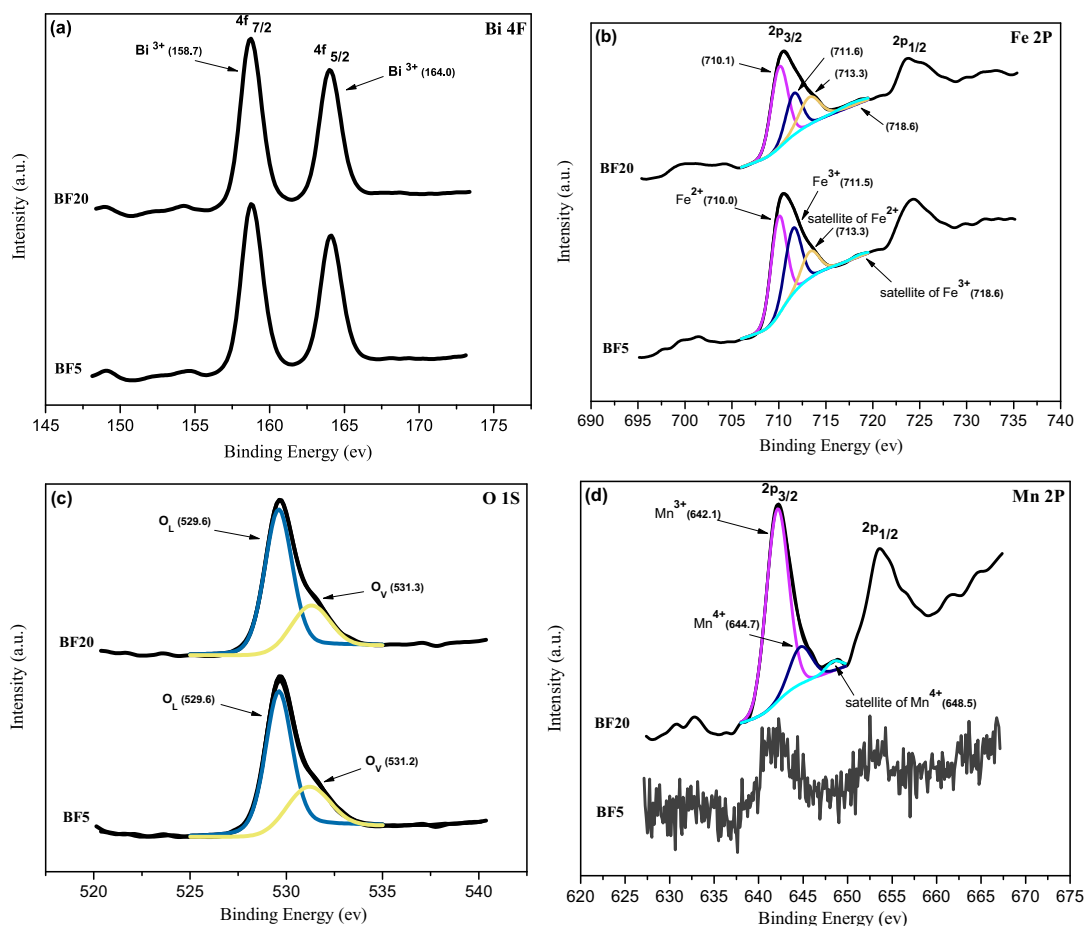 (a)
Bi 4F
4f 7/2
Bi 3+ (158.7)
4f 5/2
Bi 3+ (164.0)
BF20
BF5
Intensity (a.u.)
145 150 155 160 165 170 175
Binding Energy (ev)
(b)
Fe 2P
2p3/2
2p1/2
(710.1)
(711.6)
(713.3)
(718.6)
BF20
Fe2+ (710.0)
Fe3+ (711.5)
satellite of Fe2+ (713.3)
satellite of Fe3+ (718.6)
BF5
Intensity (a.u.)
690 695 700 705 710 715 720 725 730 735 740
Binding Energy (ev)
(c)
O 1S
OL (529.6)
OV (531.3)
BF20
OL (529.6)
OV (531.2)
BF5
Intensity (a.u.)
520 525 530 535 540
Binding Energy (ev)
(d)
Mn 2P
2p3/2
Mn3+ (642.1)
2p1/2
Mn4+ (644.7)
satellite of Mn4+ (648.5)
BF20
BF5
Intensity (a.u.)
620 625 630 635 640 645 650 655 660 665 670 675
Binding Energy (ev)